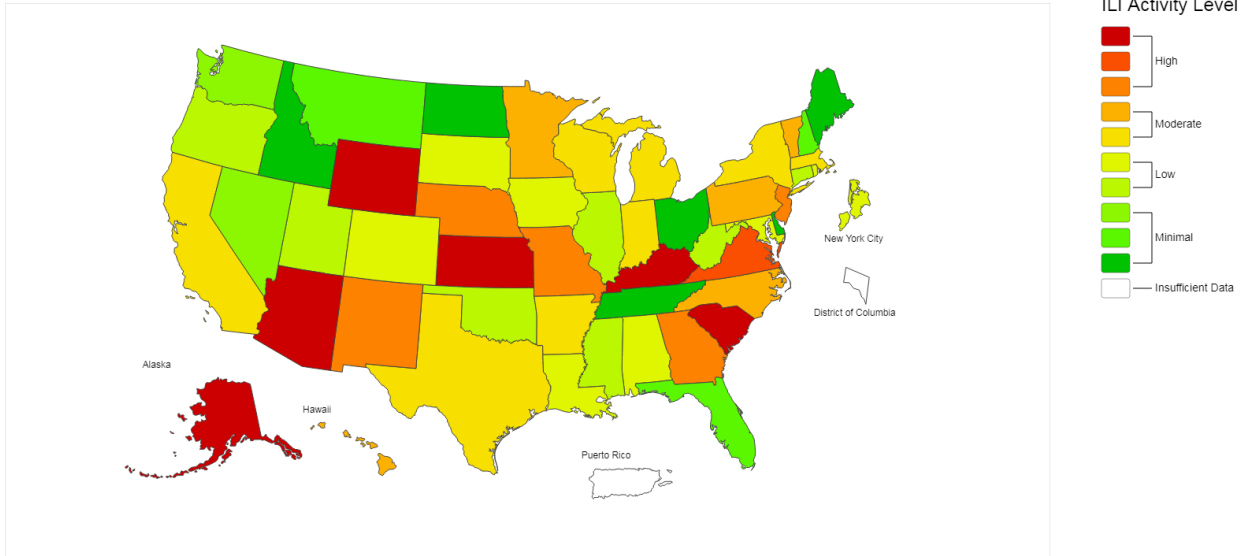 ILI Activity Level
High
Moderate
Low
Minimal
Insufficient Data
New York City
District of Columbia
Alaska
Hawaii
Puerto Rico